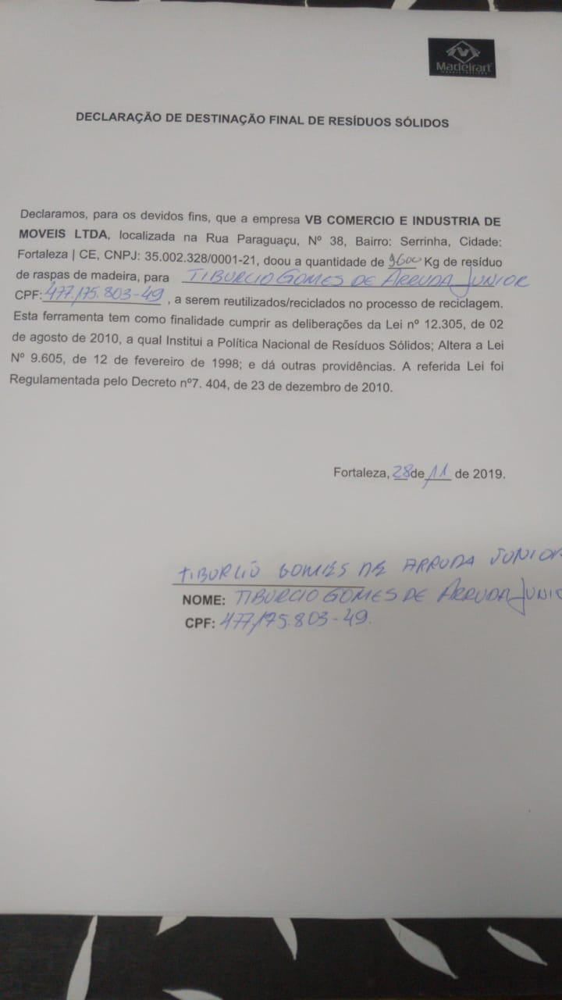 Madeirart
DECLARAÇÃO DE DESTINAÇÃO FINAL DE RESÍDUOS SÓLIDOS
Declaramos, para os devidos fins, que a empresa VB COMERCIO E INDUSTRIA DE
MOVEIS LTDA, localizada na Rua Paraguaçu, Nº 38, Bairro: Serrinha, Cidade:
Fortaleza | CE, CNPJ: 35.002.328/0001-21, doou a quantidade de 9600 Kg de resíduo
de raspas de madeira, para TIBURCIO GOMES DE ARRUDA JUNIOR
CPF: 477.175.803-49, a serem reutilizados/reciclados no processo de reciclagem.
Esta ferramenta tem como finalidade cumprir as deliberações da Lei nº 12.305, de 02
de agosto de 2010, a qual Institui a Política Nacional de Resíduos Sólidos; Altera a Lei
Nº 9.605, de 12 de fevereiro de 1998; e dá outras providências. A referida Lei foi
Regulamentada pelo Decreto nº7. 404, de 23 de dezembro de 2010.
Fortaleza, 28 de 11 de 2019.
TIBURCIO GOMES DE ARRUDA JUNIOR
NOME: TIBURCIO GOMES DE ARRUDA JUNIO
CPF: 477.175.803-49.